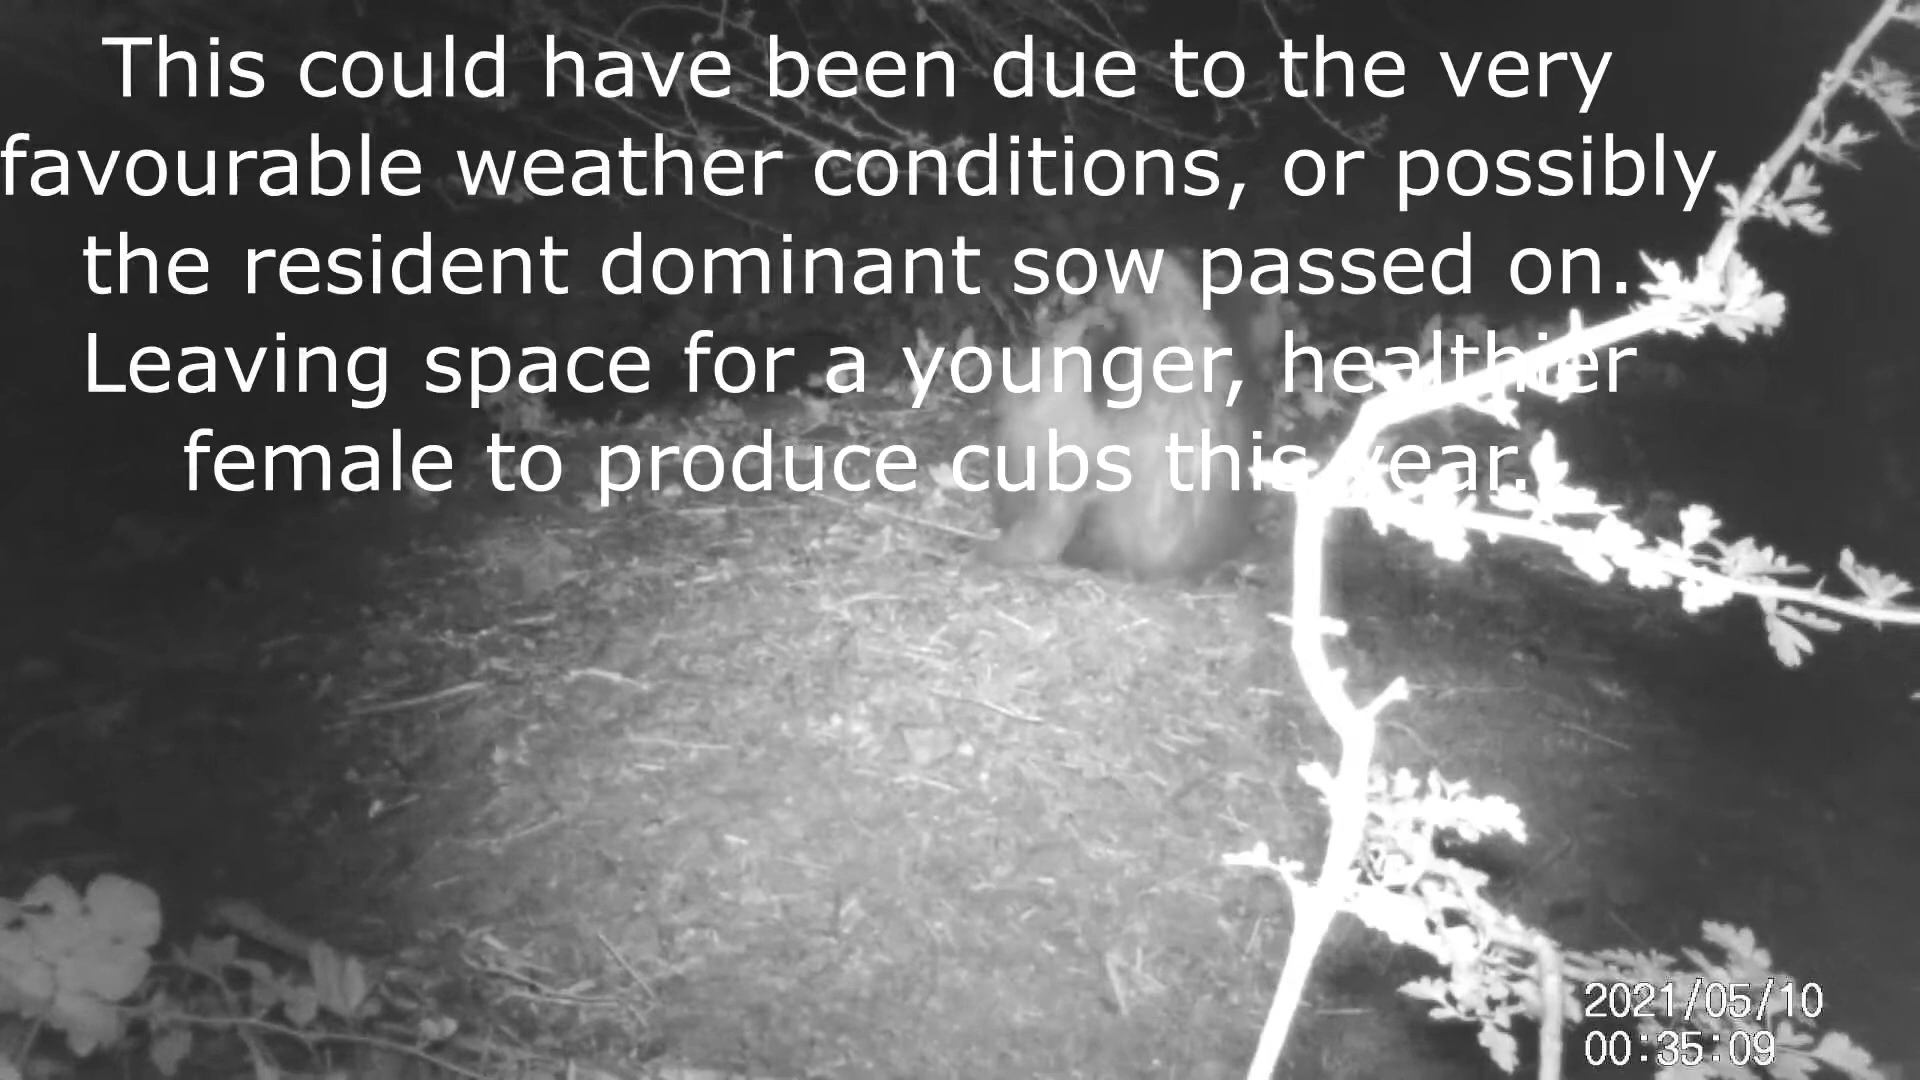 This could have been due to the very
favourable weather conditions, or possibly
the resident dominant sow passed on.
Leaving space for a younger, healthier
female to produce cubs this year.
2021/05/10
00:35:09